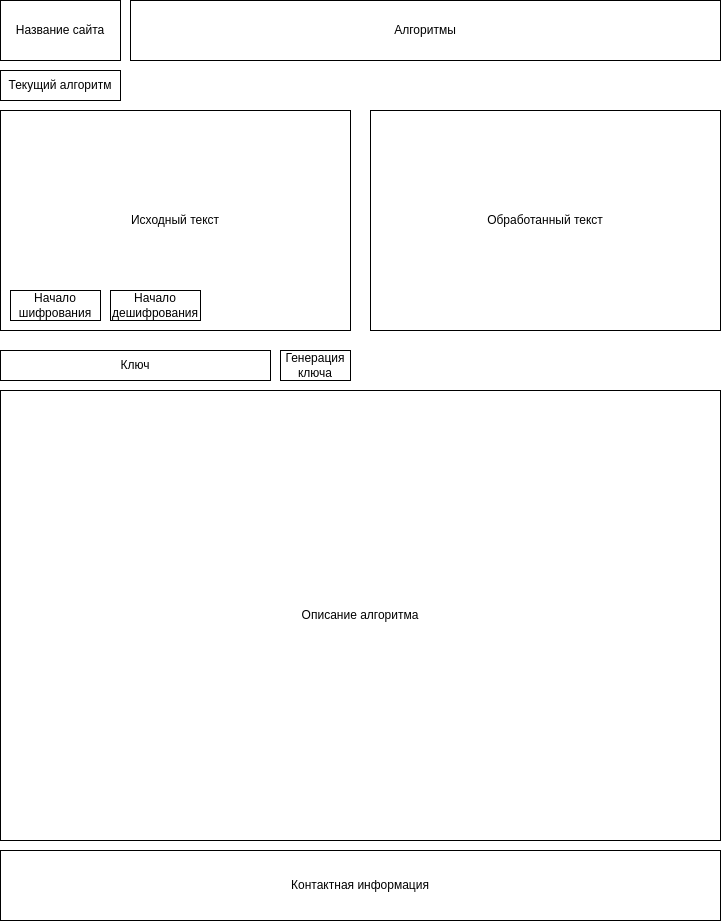 Название сайта
Алгоритмы
Текущий алгоритм
Исходный текст
Обработанный текст
Начало
шифрования
Начало
дешифрования
Ключ
Генерация
ключа
Описание алгоритма
Контактная информация